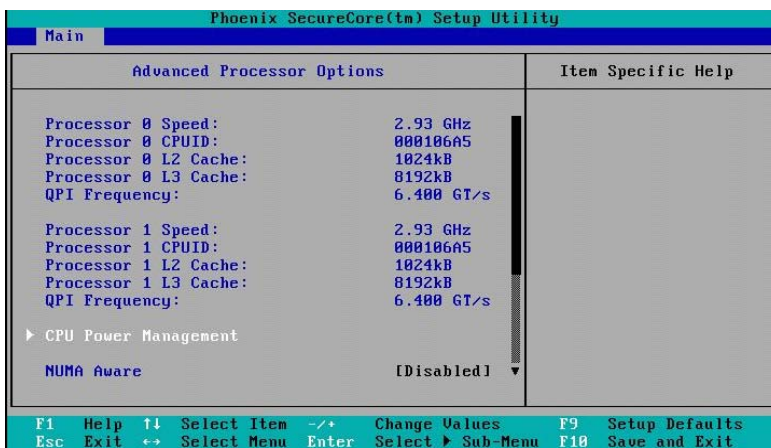 Phoenix SecureCore(tm) Setup Utility
Main
Advanced Processor Options
Item Specific Help
Processor 0 Speed: 2.93 GHz
Processor 0 CPUID: 000106A5
Processor 0 L2 Cache: 1024kB
Processor 0 L3 Cache: 8192kB
QPI Frequency: 6.400 GT/s
Processor 1 Speed: 2.93 GHz
Processor 1 CPUID: 000106A5
Processor 1 L2 Cache: 1024kB
Processor 1 L3 Cache: 8192kB
QPI Frequency: 6.400 GT/s
▶ CPU Power Management
NUMA Aware [Disabled]
F1 Help ↑↓ Select Item -/+ Change Values F9 Setup Defaults
Esc Exit ↔ Select Menu Enter Select ▶ Sub-Menu F10 Save and Exit